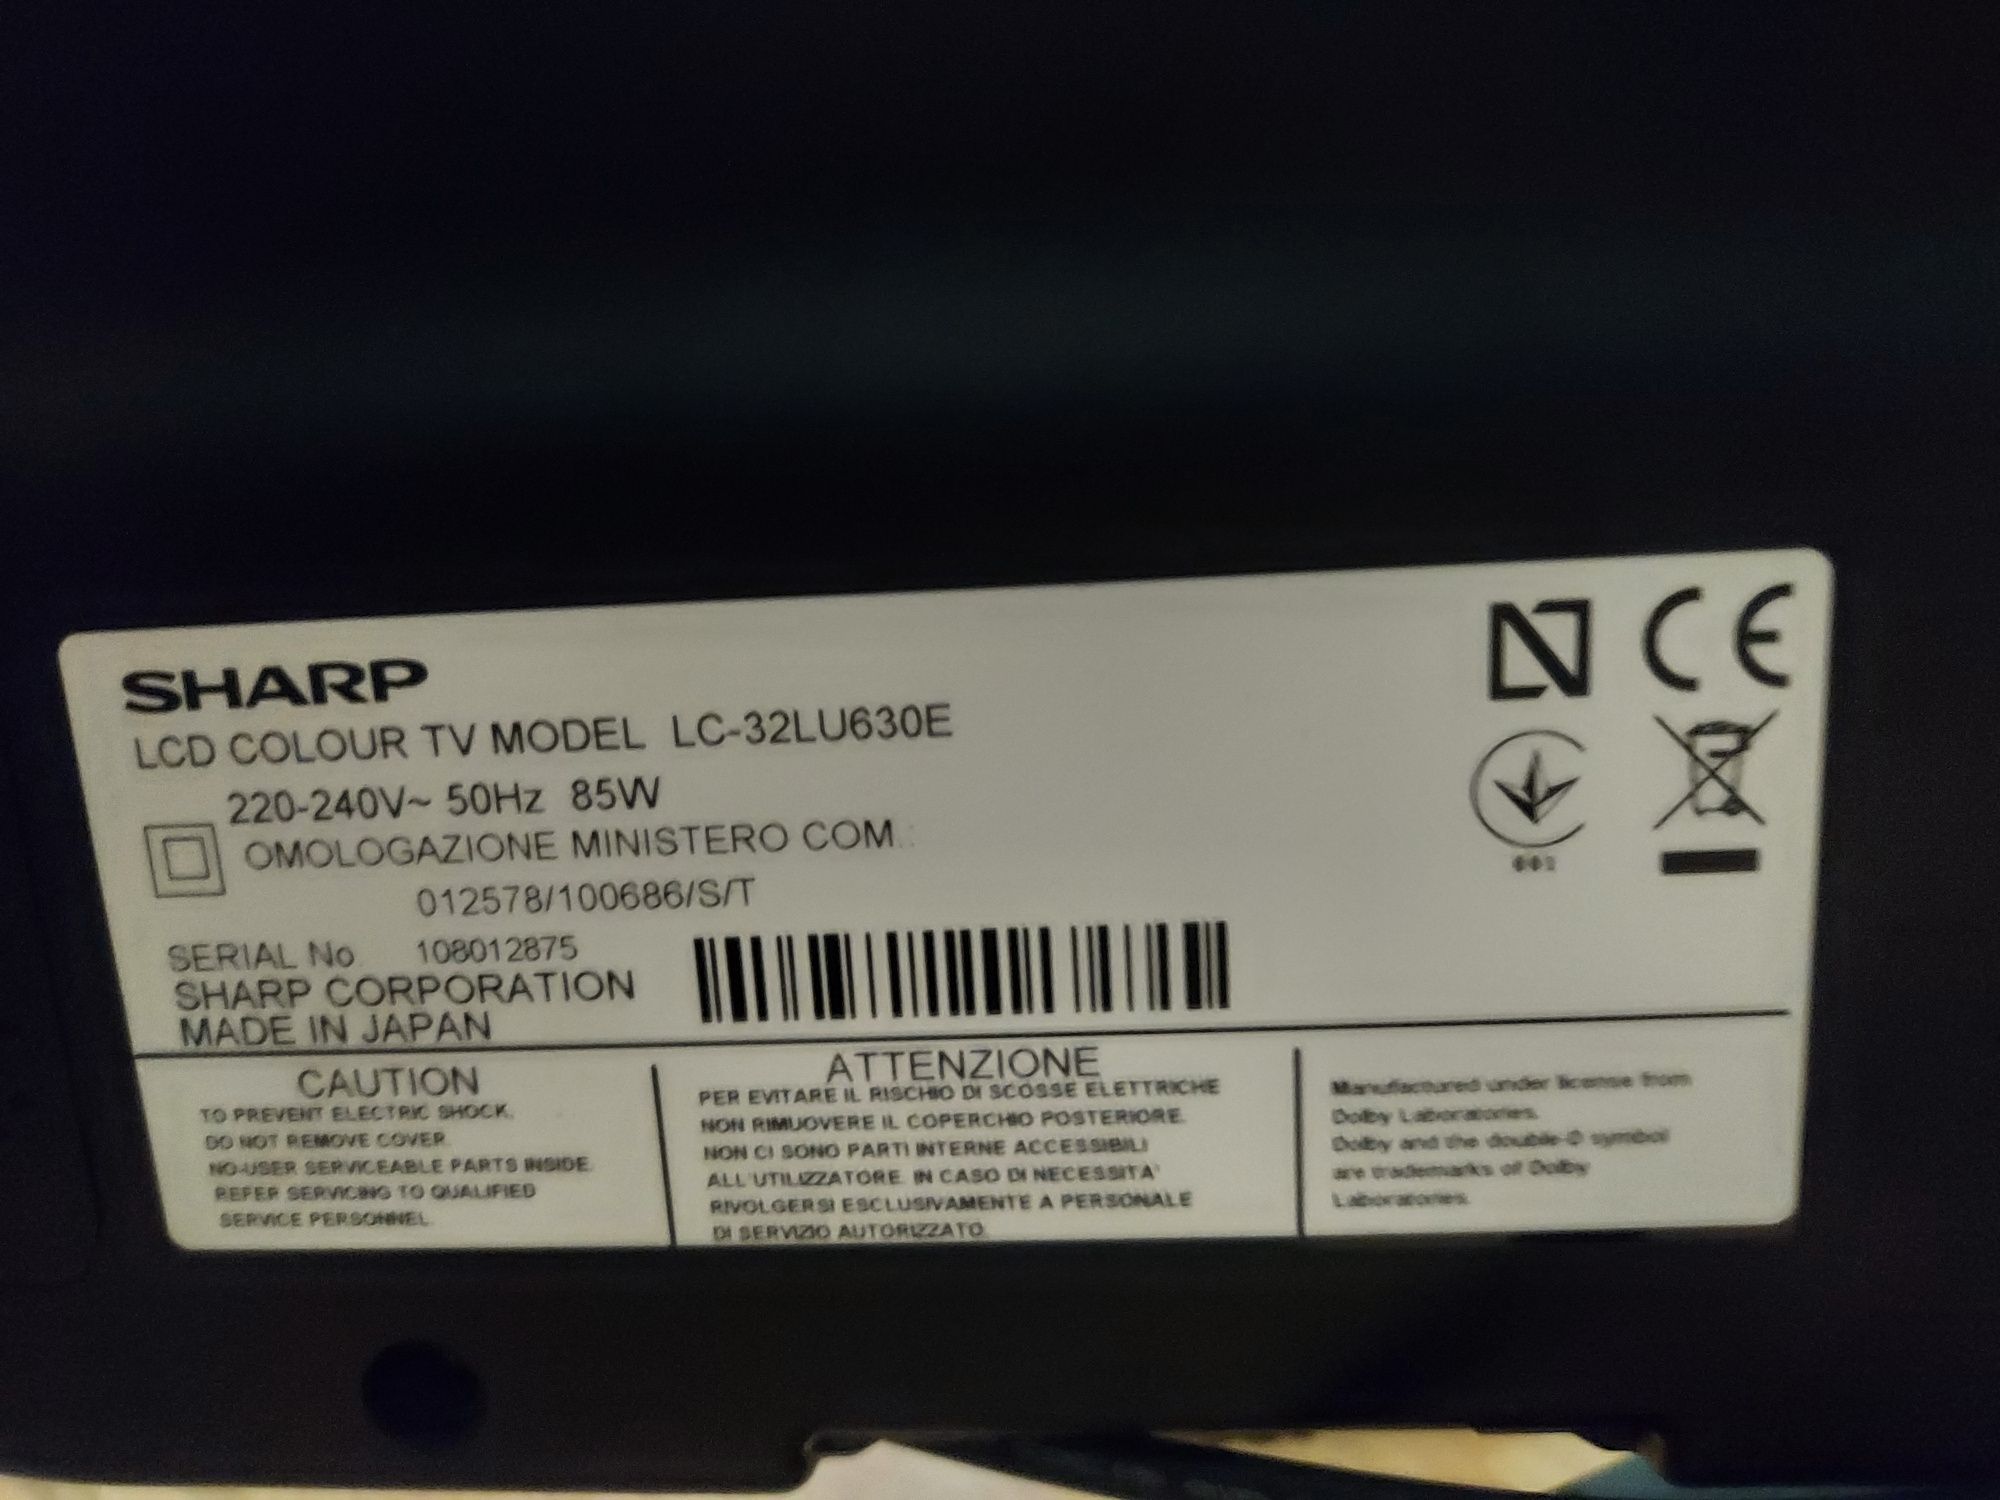 SHARP
LCD COLOUR TV MODEL LC-32LU630E
220-240V~ 50Hz 85W
OMOLOGAZIONE MINISTERO COM.:
012578/100686/S/T
SERIAL No. 108012875
SHARP CORPORATION
MADE IN JAPAN
N CE
001
CAUTION
TO PREVENT ELECTRIC SHOCK,
DO NOT REMOVE COVER.
NO-USER SERVICEABLE PARTS INSIDE.
REFER SERVICING TO QUALIFIED
SERVICE PERSONNEL.
ATTENZIONE
PER EVITARE IL RISCHIO DI SCOSSE ELETTRICHE
NON RIMUOVERE IL COPERCHIO POSTERIORE.
NON CI SONO PARTI INTERNE ACCESSIBILI
ALL'UTILIZZATORE. IN CASO DI NECESSITA'
RIVOLGERSI ESCLUSIVAMENTE A PERSONALE
DI SERVIZIO AUTORIZZATO.
Manufactured under license from
Dolby Laboratories.
Dolby and the double-D symbol
are trademarks of Dolby
Laboratories.